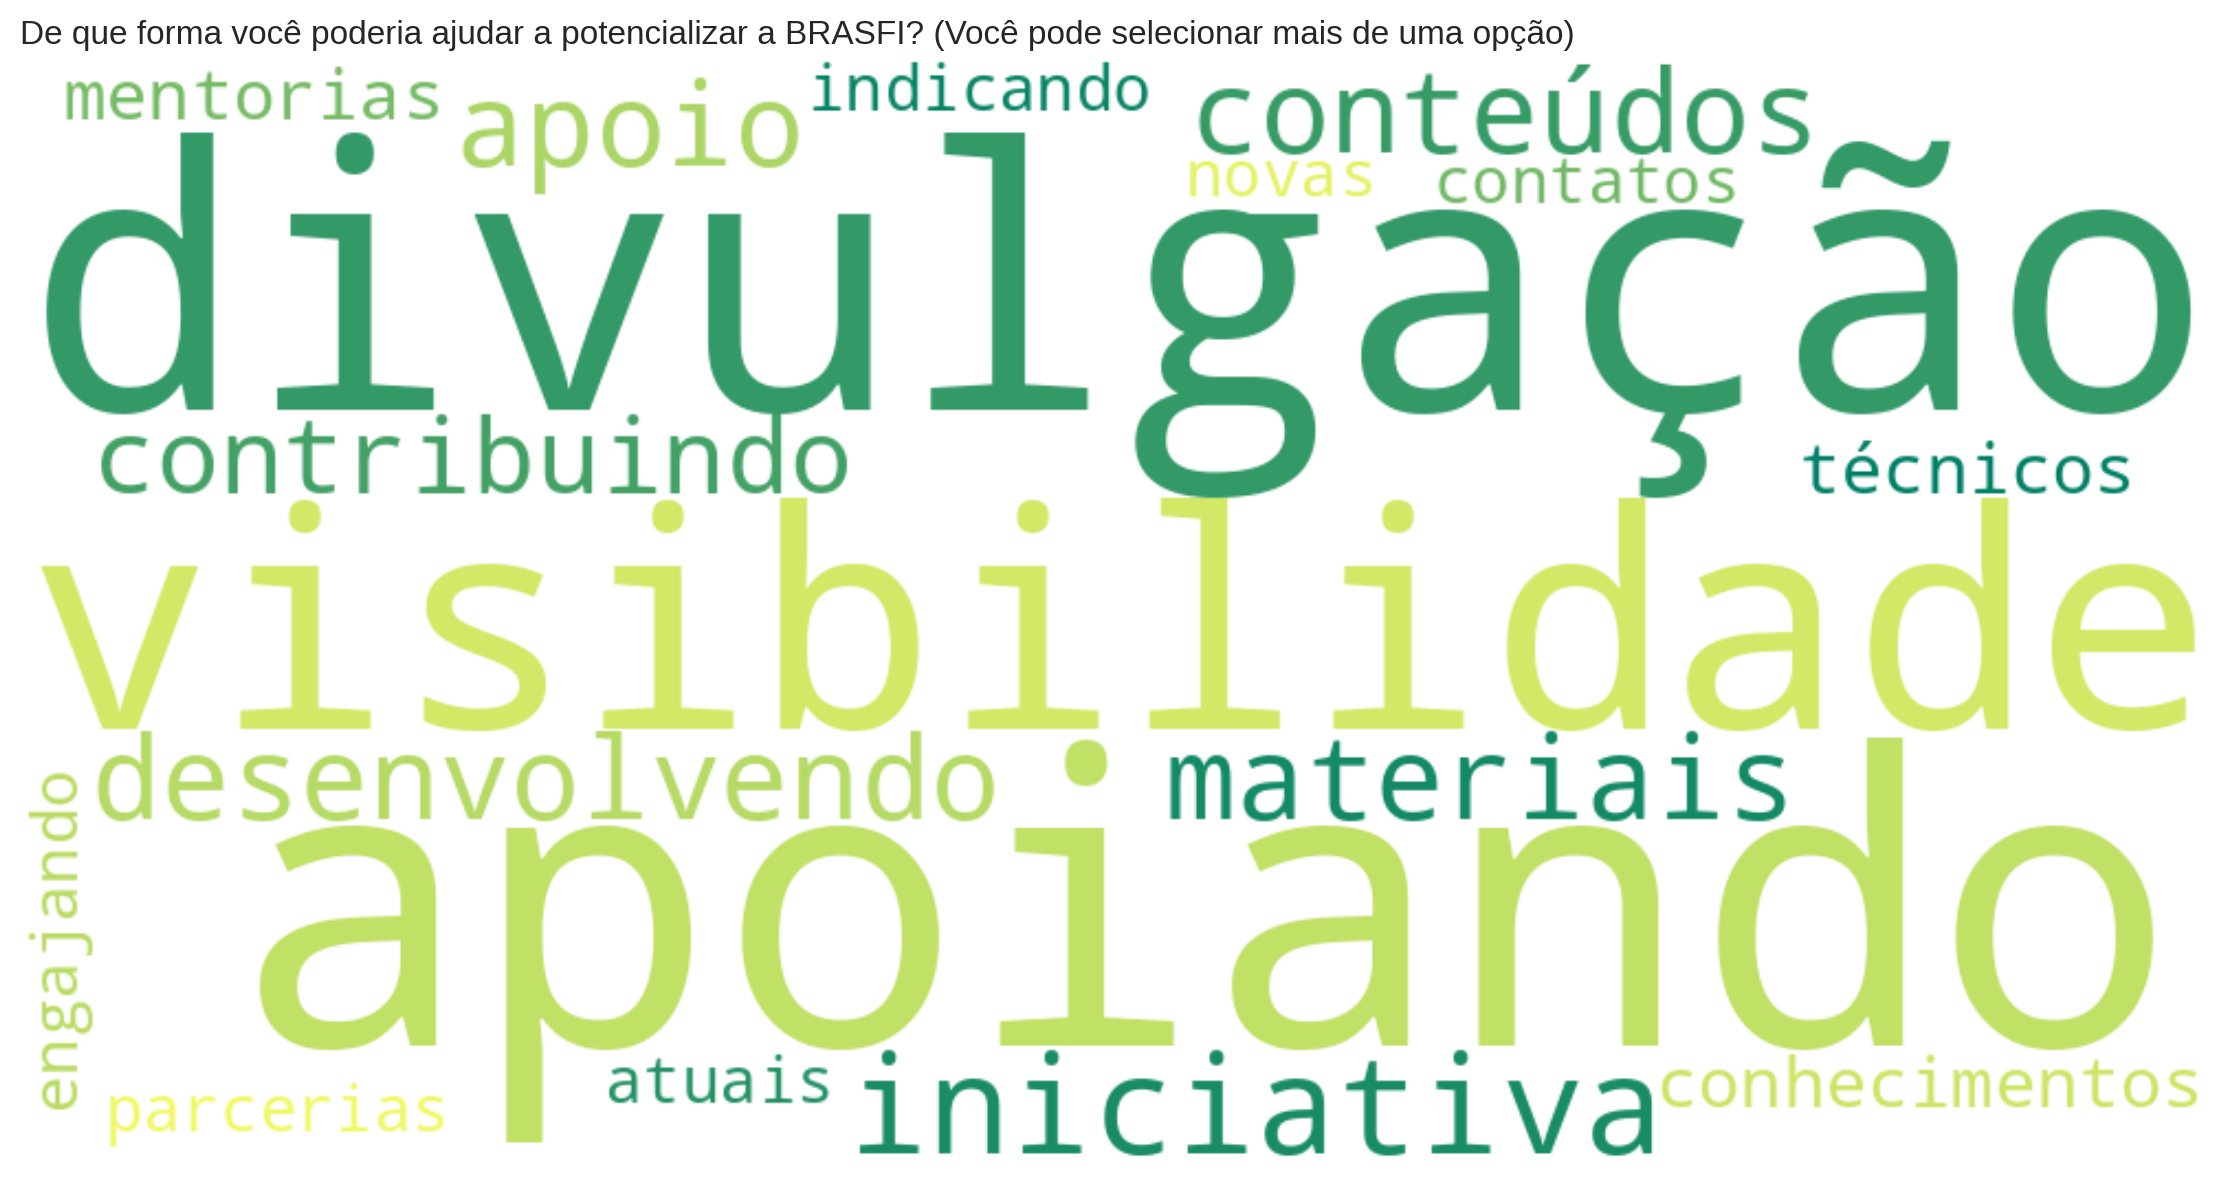 De que forma você poderia ajudar a potencializar a BRASFI? (Você pode selecionar mais de uma opção)
mentorias
apoio
indicando
conteúdos
novas
contatos
divulgação
contribuindo
técnicos
visibilidade
desenvolvendo
materiais
engajando
apoiando
parcerias
atuais
iniciativa
conhecimentos